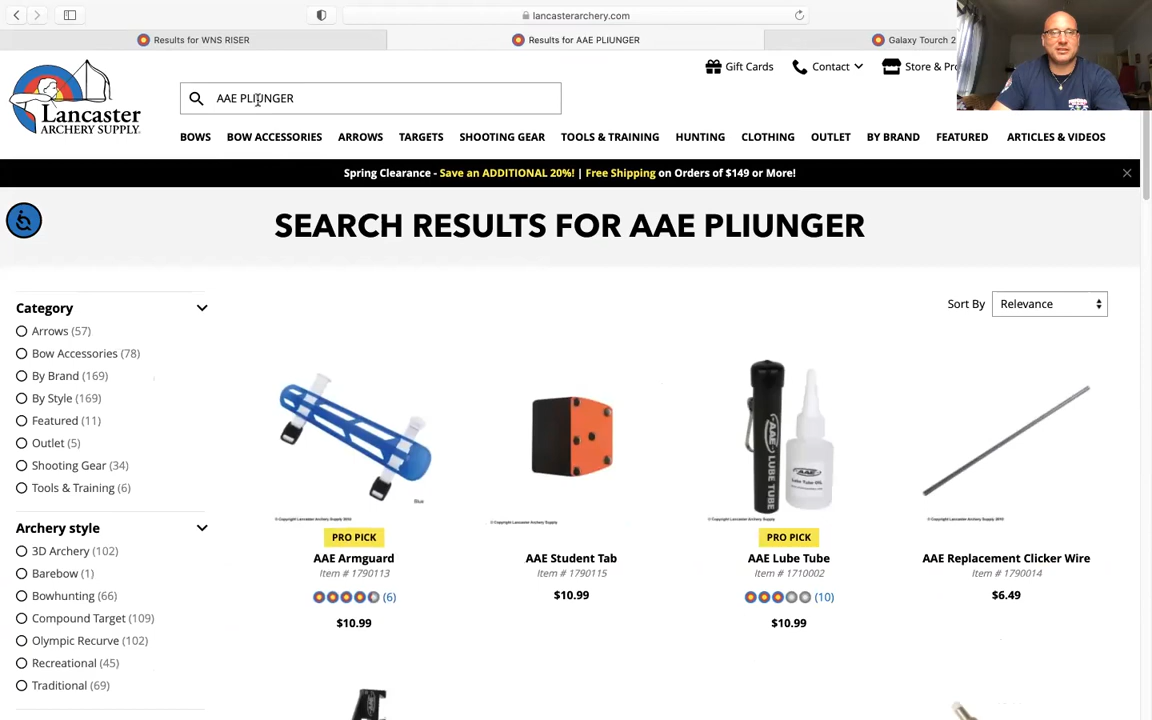 lancasterarchery.com
Results for WNS RISER
Results for AAE PLIUNGER
Galaxy Tourch 2
Gift Cards
Contact
Store & Pro
Lancaster
ARCHERY SUPPLY
AAE PLIUNGER
BOWS
BOW ACCESSORIES
ARROWS
TARGETS
SHOOTING GEAR
TOOLS & TRAINING
HUNTING
CLOTHING
OUTLET
BY BRAND
FEATURED
ARTICLES & VIDEOS
Spring Clearance - Save an ADDITIONAL 20%! | Free Shipping on Orders of $149 or More!
SEARCH RESULTS FOR AAE PLIUNGER
Sort By Relevance
Category
Arrows (57)
Bow Accessories (78)
By Brand (169)
By Style (169)
Featured (11)
Outlet (5)
Shooting Gear (34)
Tools & Training (6)
Archery style
3D Archery (102)
Barebow (1)
Bowhunting (66)
Compound Target (109)
Olympic Recurve (102)
Recreational (45)
Traditional (69)
Blue
PRO PICK
AAE Armguard
Item # 1790113
(6)
$10.99
AAE Student Tab
Item # 1790115
$10.99
AAE
LUBE TUBE
AAE
PRO PICK
AAE Lube Tube
Item # 1710002
(10)
$10.99
AAE Replacement Clicker Wire
Item # 1790014
$6.49